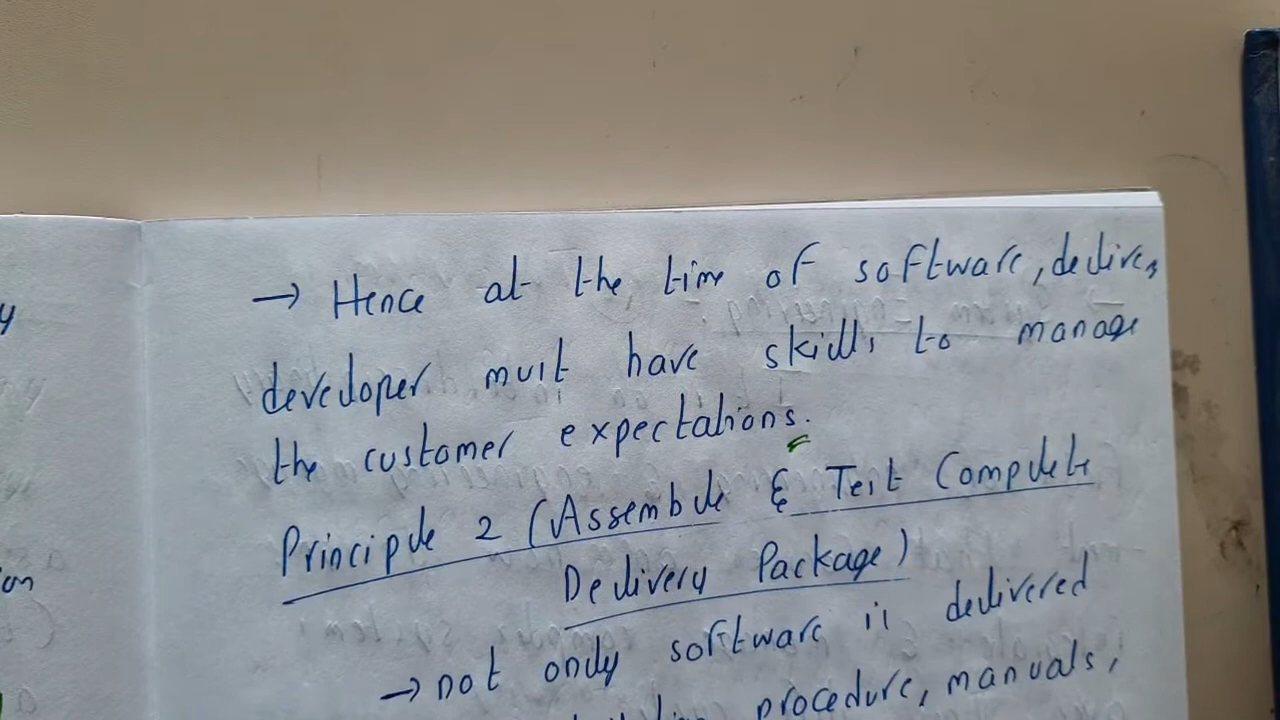 y
→ Hence at the time of software, delivery
developer must have skills to manage
the customer expectations.
Principle 2 (Assemble & Test Complete
Delivery Package)
ion
→ not only software is delivered
procedure, manuals,